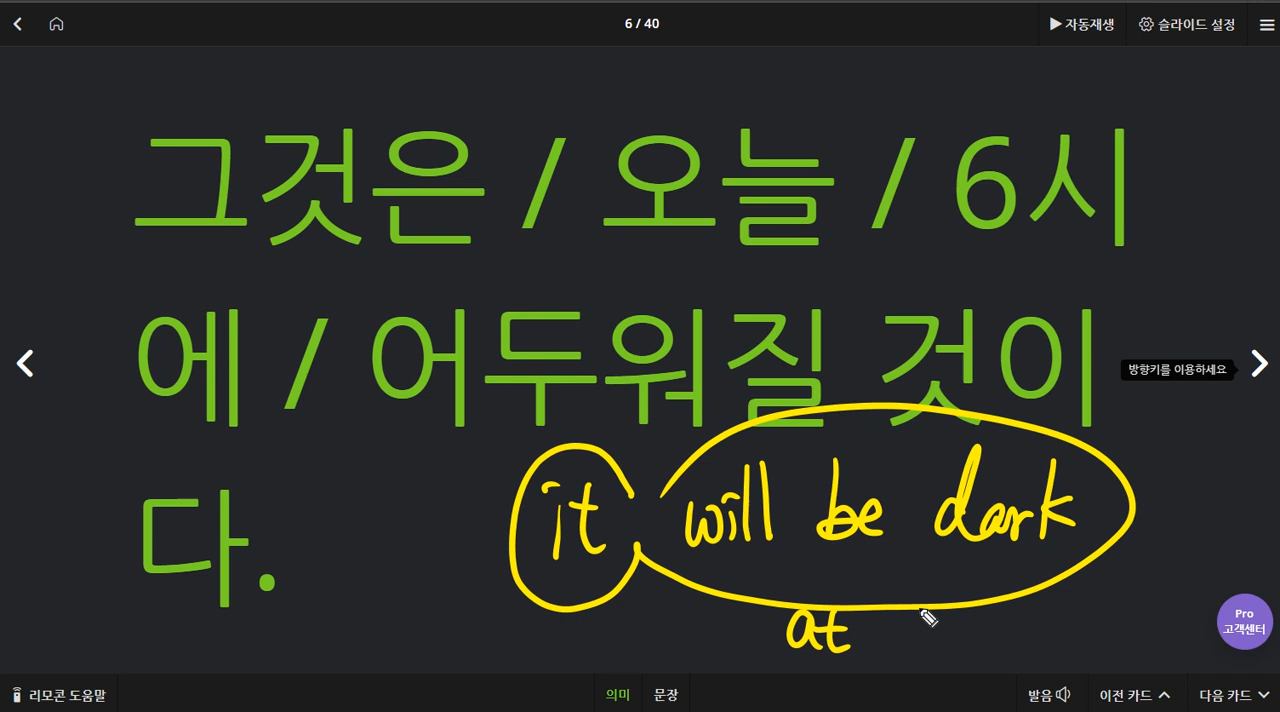 6 / 40
▶ 자동재생
슬라이드 설정
그것은 / 오늘 / 6시
에 / 어두워질 것이
다.
방향키를 이용하세요
it will be dark
at
Pro
고객센터
리모콘 도움말
의미
문장
발음
이전 카드
다음 카드